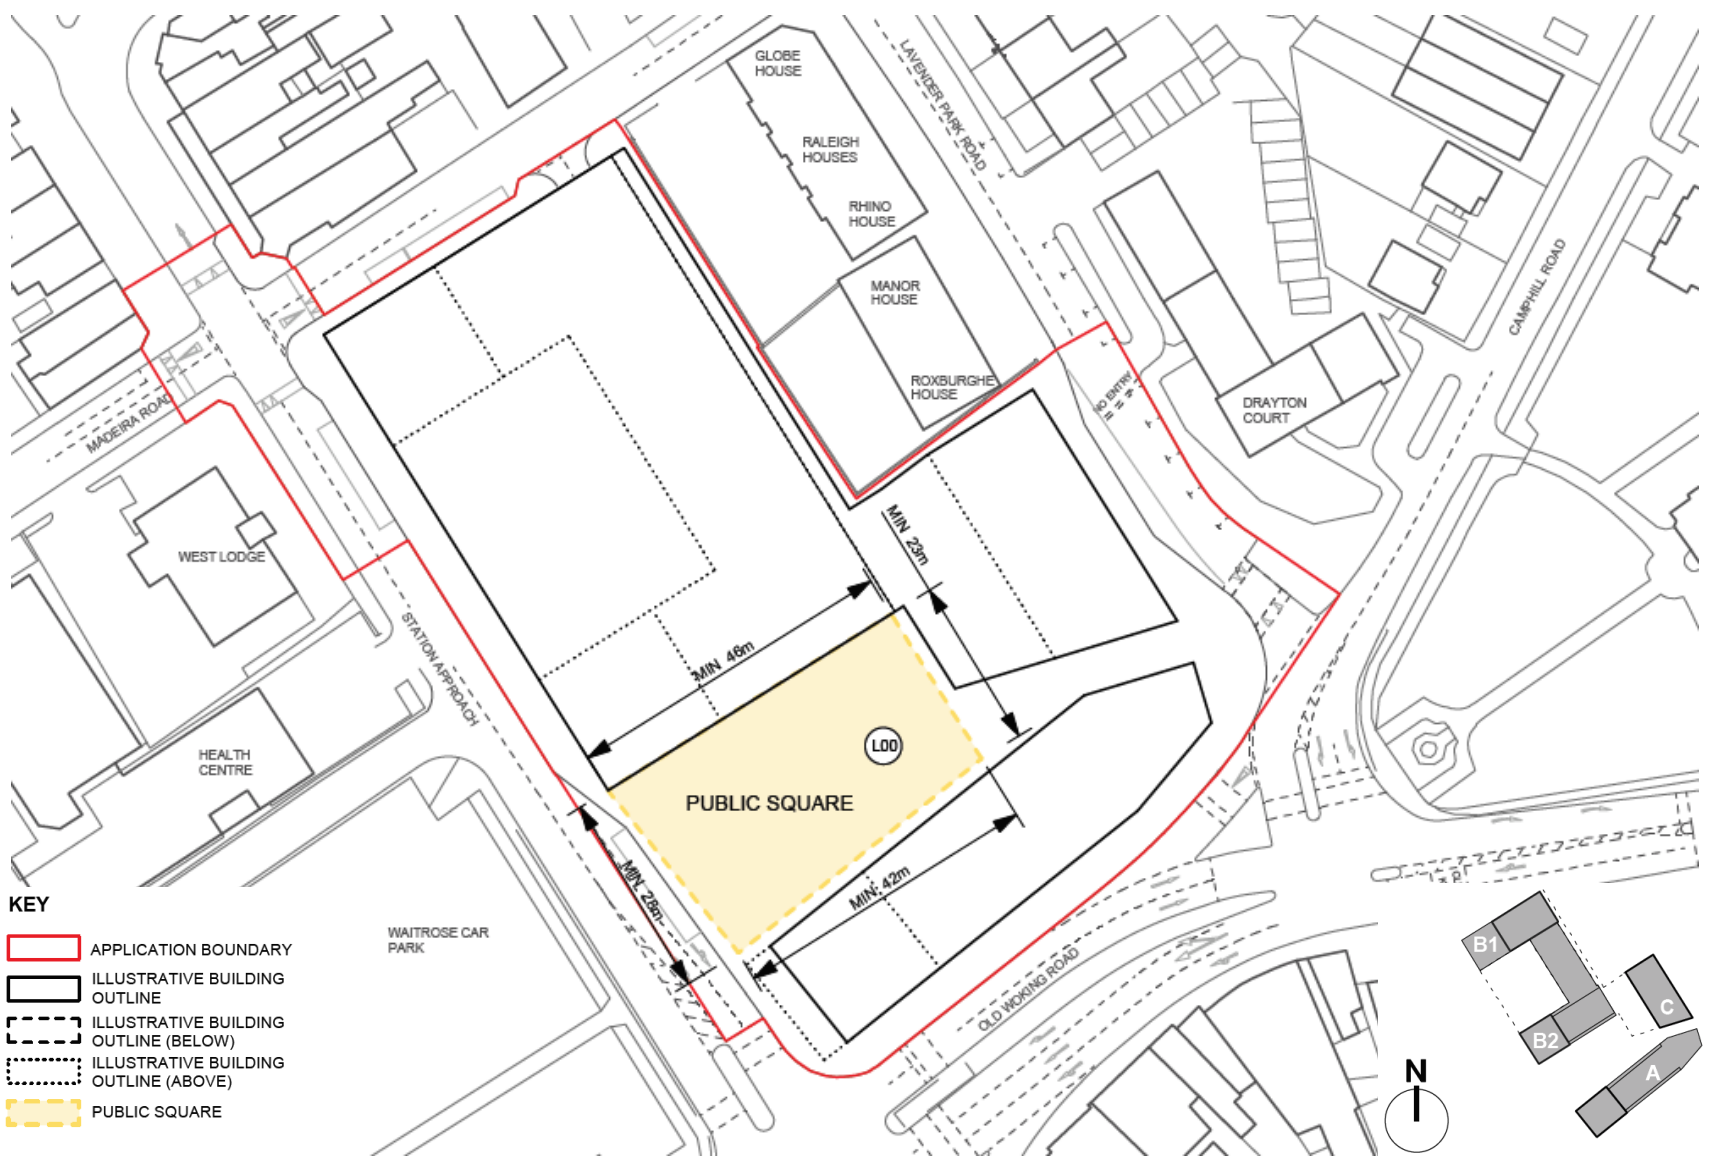 GLOBE
HOUSE
LAVENDER PARK ROAD
RALEIGH
HOUSES
RHINO
HOUSE
MANOR
HOUSE
ROXBURGHE
HOUSE
NO ENTRY
DRAYTON
COURT
CAMPHILL ROAD
MADEIRA ROAD
WEST LODGE
STATION APPROACH
HEALTH
CENTRE
MIN. 23m
MIN. 46m
L00
PUBLIC SQUARE
MIN. 28m
MIN. 42m
WAITROSE CAR
PARK
OLD WOKING ROAD
KEY
APPLICATION BOUNDARY
ILLUSTRATIVE BUILDING
OUTLINE
ILLUSTRATIVE BUILDING
OUTLINE (BELOW)
ILLUSTRATIVE BUILDING
OUTLINE (ABOVE)
PUBLIC SQUARE
B1
B2
C
A
N